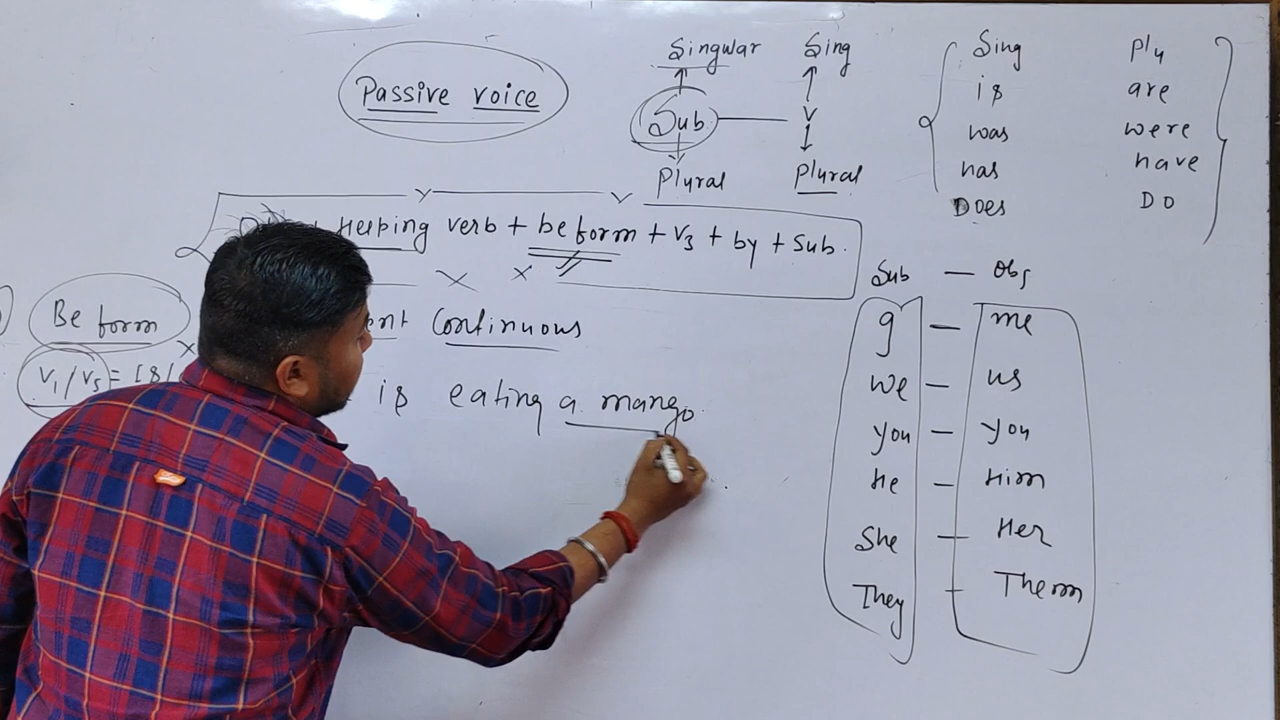 Passive voice
Singular Sing
Sub V
Plural Plural
Sing Plu
is are
was were
has have
Does Do
Helping verb + be form + V3 + by + Sub.
Be form
V1/V5 = is/
Continuous
is eating a mango.
Sub — Obj
I — me
we — us
you — you
He — Him
She — Her
They — Them